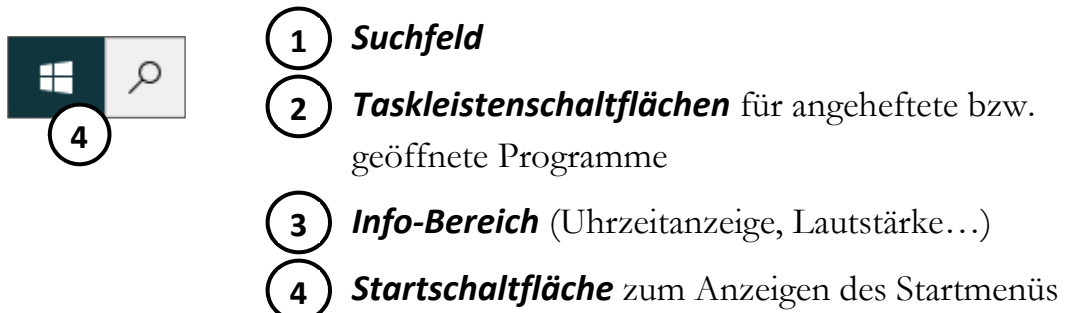 4
1 Suchfeld
2 Taskleistenschaltflächen für angeheftete bzw.
geöffnete Programme
3 Info-Bereich (Uhrzeitanzeige, Lautstärke…)
4 Startschaltfläche zum Anzeigen des Startmenüs